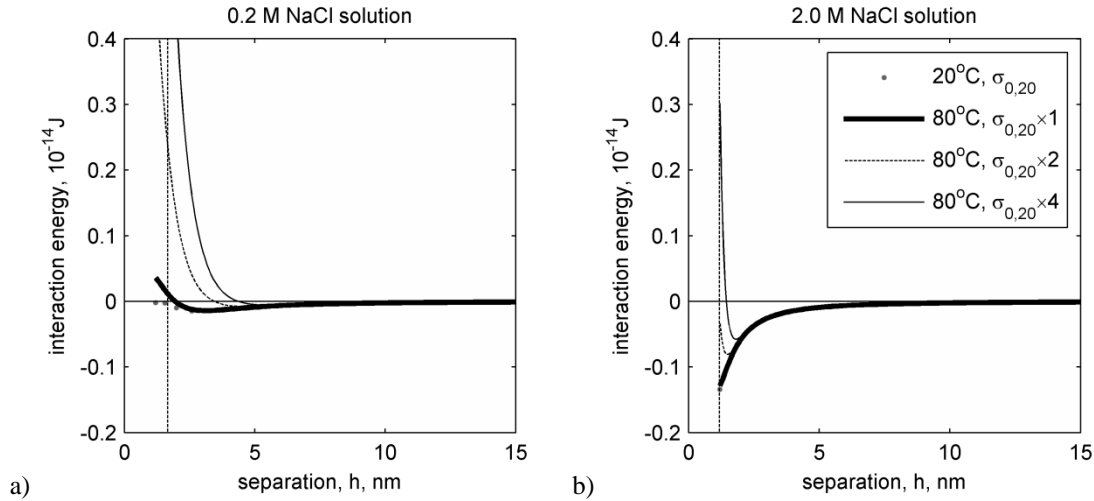 0.2 M NaCl solution
0.4
0.3
0.2
0.1
0
-0.1
-0.2
interaction energy, 10⁻¹⁴J
0 5 10 15
separation, h, nm
a)
2.0 M NaCl solution
0.4
0.3
0.2
0.1
0
-0.1
-0.2
interaction energy, 10⁻¹⁴J
20°C, σ₀,₂₀
80°C, σ₀,₂₀×1
80°C, σ₀,₂₀×2
80°C, σ₀,₂₀×4
0 5 10 15
separation, h, nm
b)